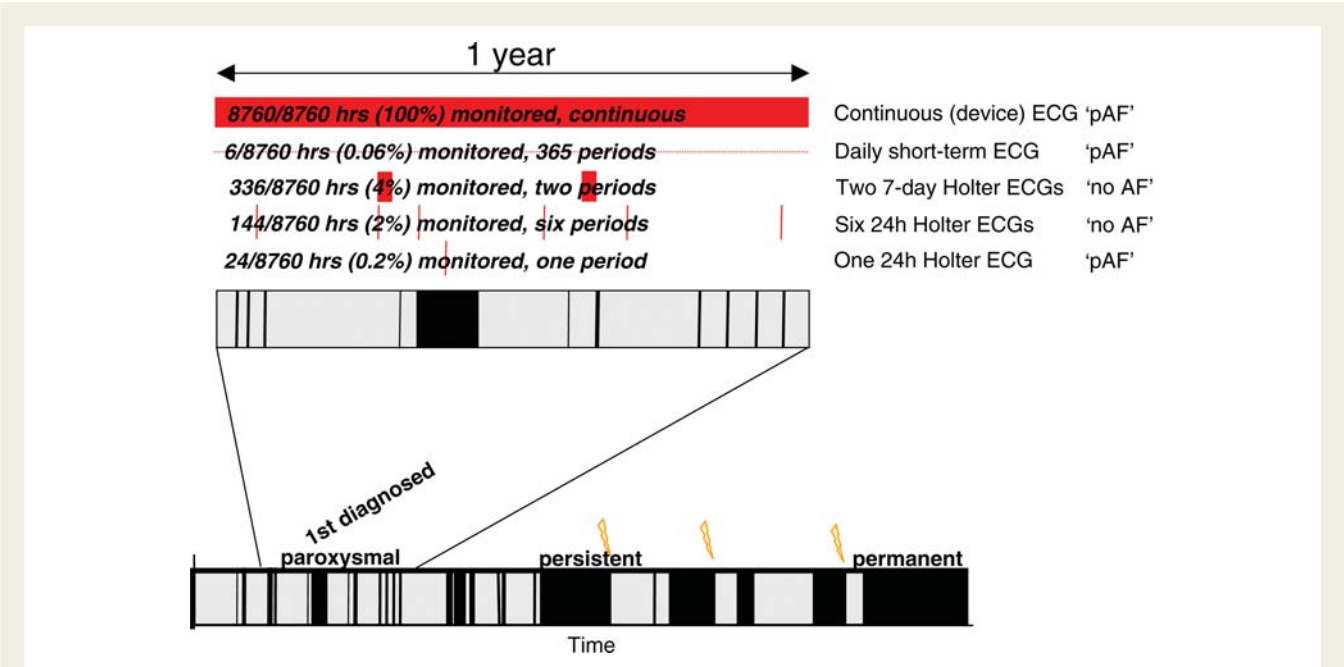 1 year
8760/8760 hrs (100%) monitored, continuous Continuous (device) ECG 'pAF'
6/8760 hrs (0.06%) monitored, 365 periods Daily short-term ECG 'pAF'
336/8760 hrs (4%) monitored, two periods Two 7-day Holter ECGs 'no AF'
144/8760 hrs (2%) monitored, six periods Six 24h Holter ECGs 'no AF'
24/8760 hrs (0.2%) monitored, one period One 24h Holter ECG 'pAF'
1st diagnosed
paroxysmal persistent permanent
Time